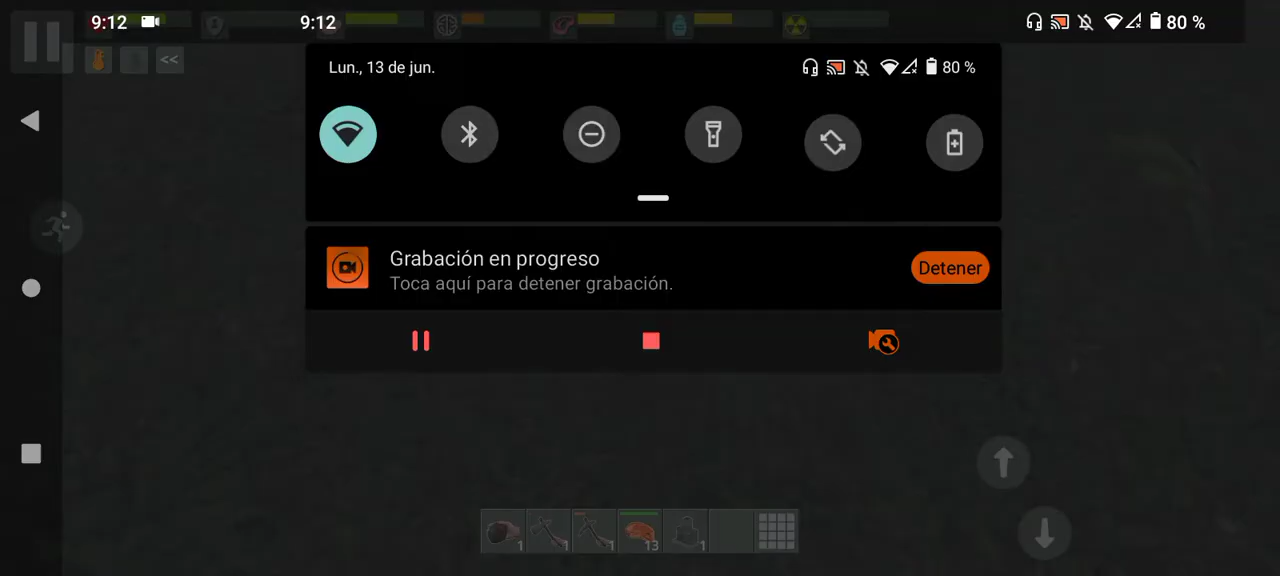 9:12
9:12
80 %
<<
Lun., 13 de jun.
80 %
Grabación en progreso
Toca aquí para detener grabación.
Detener
1
1
1
13
1